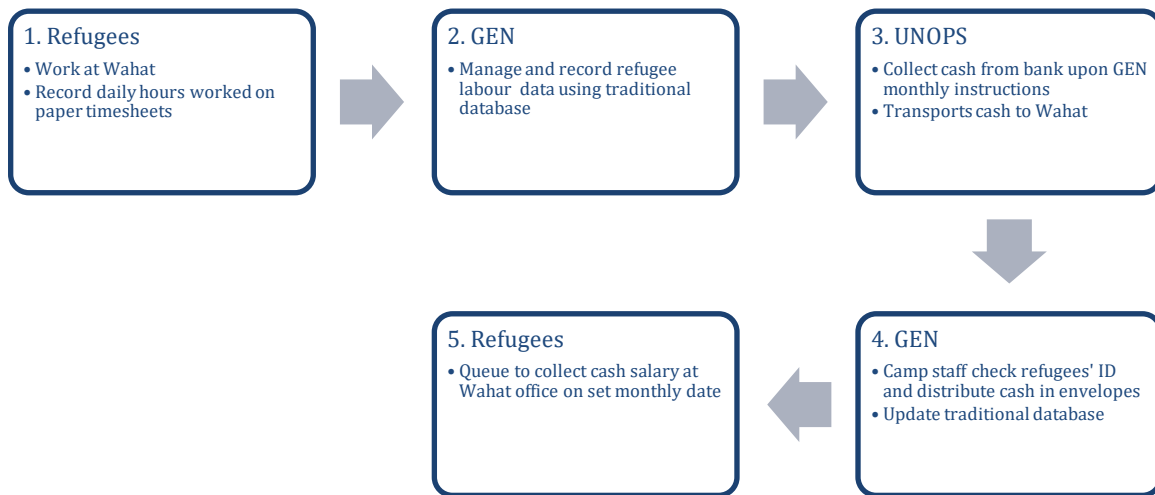 1. Refugees
• Work at Wahat
• Record daily hours worked on
paper timesheets
2. GEN
• Manage and record refugee
labour data using traditional
database
3. UNOPS
• Collect cash from bank upon GEN
monthly instructions
• Transports cash to Wahat
4. GEN
• Camp staff check refugees' ID
and distribute cash in envelopes
• Update traditional database
5. Refugees
• Queue to collect cash salary at
Wahat office on set monthly date